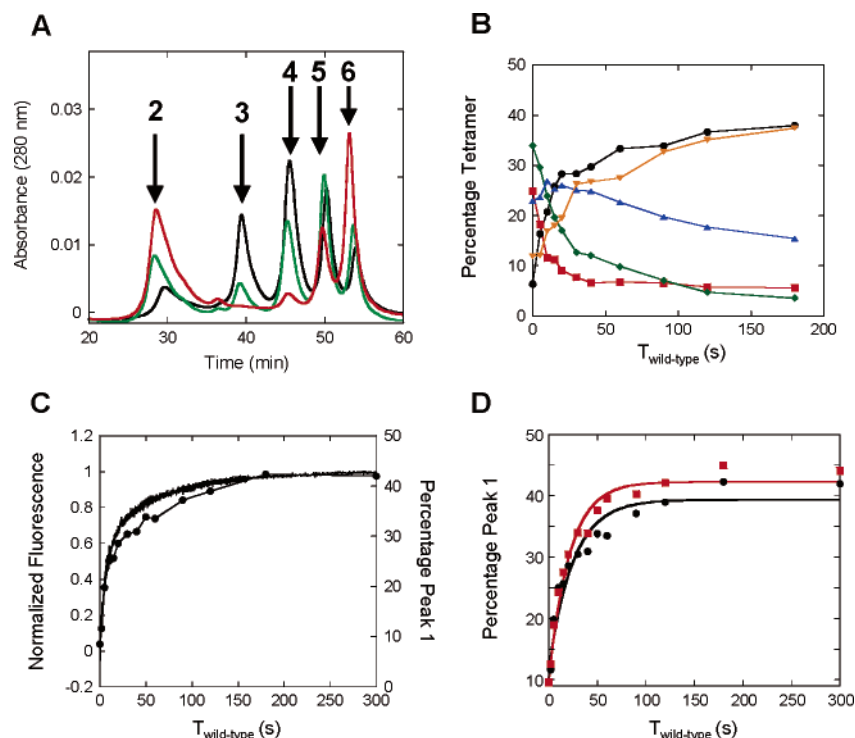 A
2 3 4 5 6
0.03
0.02
0.01
0
Absorbance (280 nm)
20 30 40 50 60
Time (min)
B
50
40
30
20
10
0
Percentage Tetramer
0 50 100 150 200
T wild-type (s)
C
1.2
1
0.8
0.6
0.4
0.2
0
-0.2
Normalized Fluorescence
50
40
30
20
10
0
Percentage Peak 1
0 50 100 150 200 250 300
T wild-type (s)
D
50
40
30
20
10
Percentage Peak 1
0 50 100 150 200 250 300
T wild-type (s)